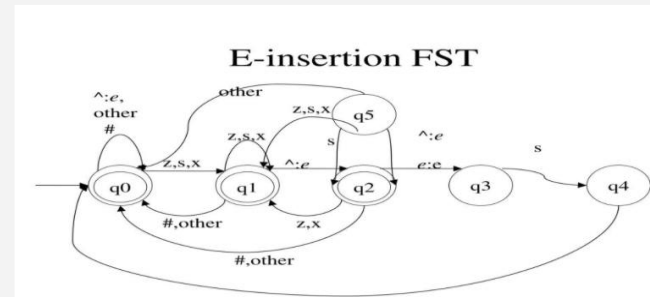 E-insertion FST
^:e,
other
#
other
z,s,x
q5
z,s,x
s
^:e
z,s,x
^:e
e:e
s
q0
q1
q2
q3
q4
#,other
z,x
#,other